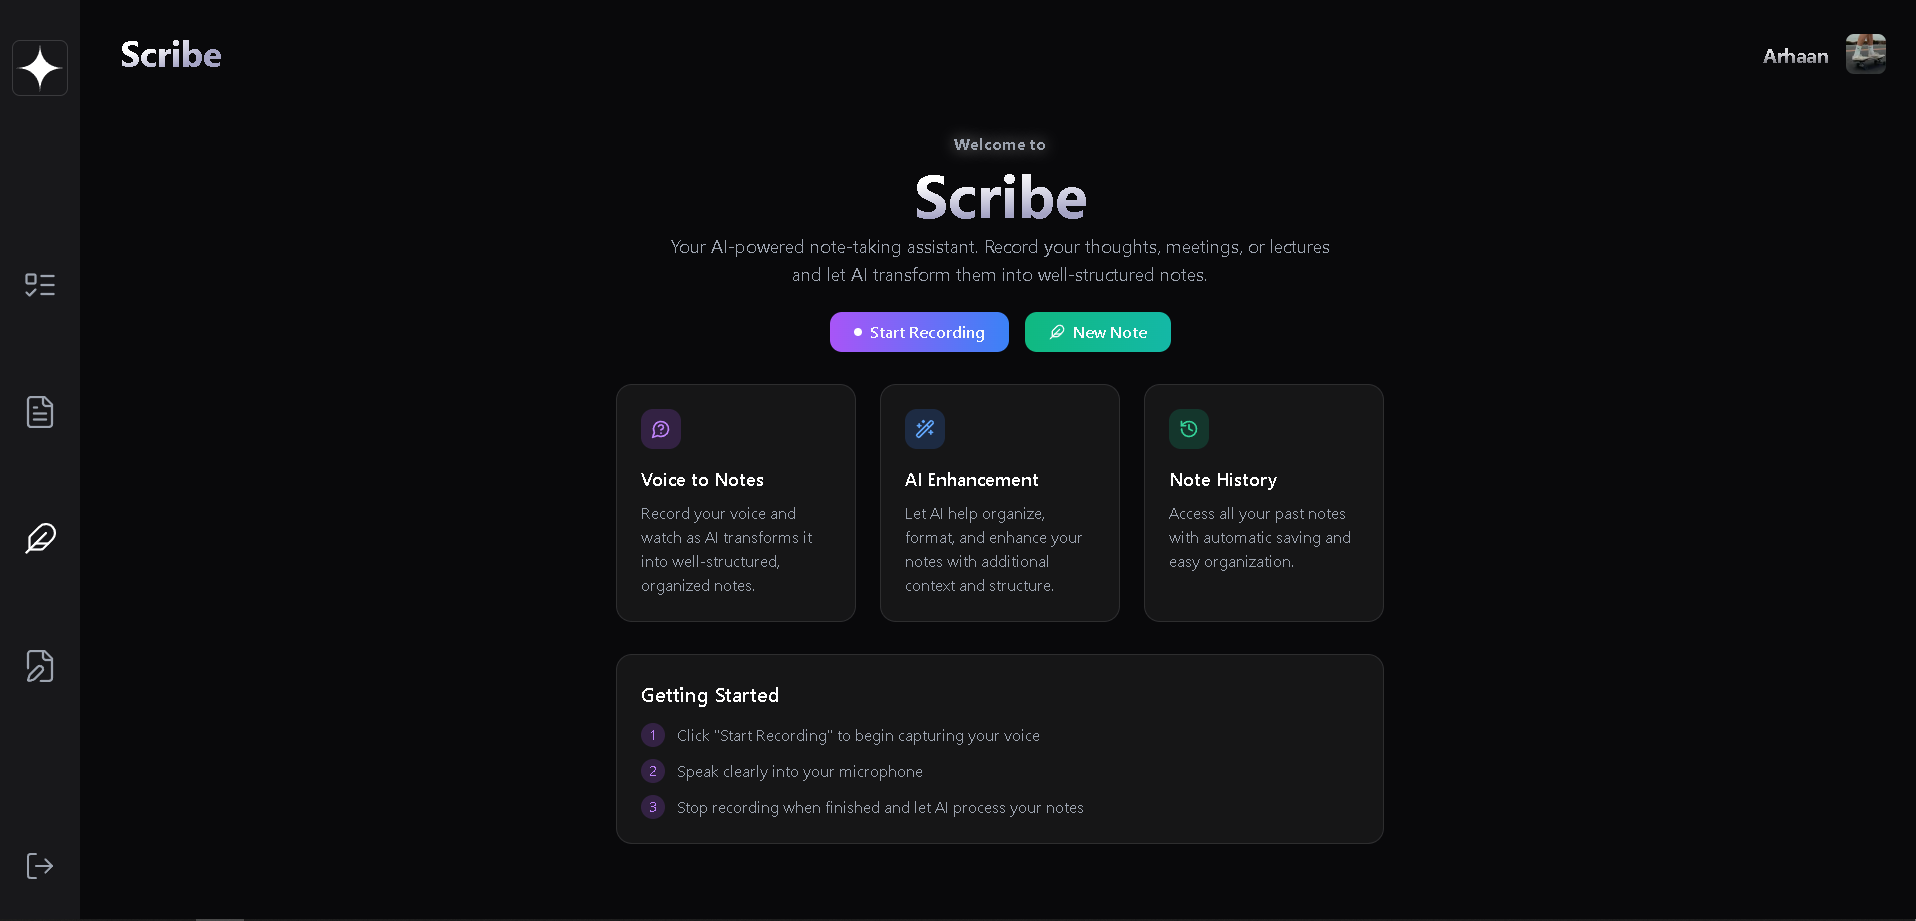 Scribe
Arhaan
Welcome to
Scribe
Your AI-powered note-taking assistant. Record your thoughts, meetings, or lectures
and let AI transform them into well-structured notes.
Start Recording
New Note
Voice to Notes
Record your voice and
watch as AI transforms it
into well-structured,
organized notes.
AI Enhancement
Let AI help organize,
format, and enhance your
notes with additional
context and structure.
Note History
Access all your past notes
with automatic saving and
easy organization.
Getting Started
1 Click "Start Recording" to begin capturing your voice
2 Speak clearly into your microphone
3 Stop recording when finished and let AI process your notes